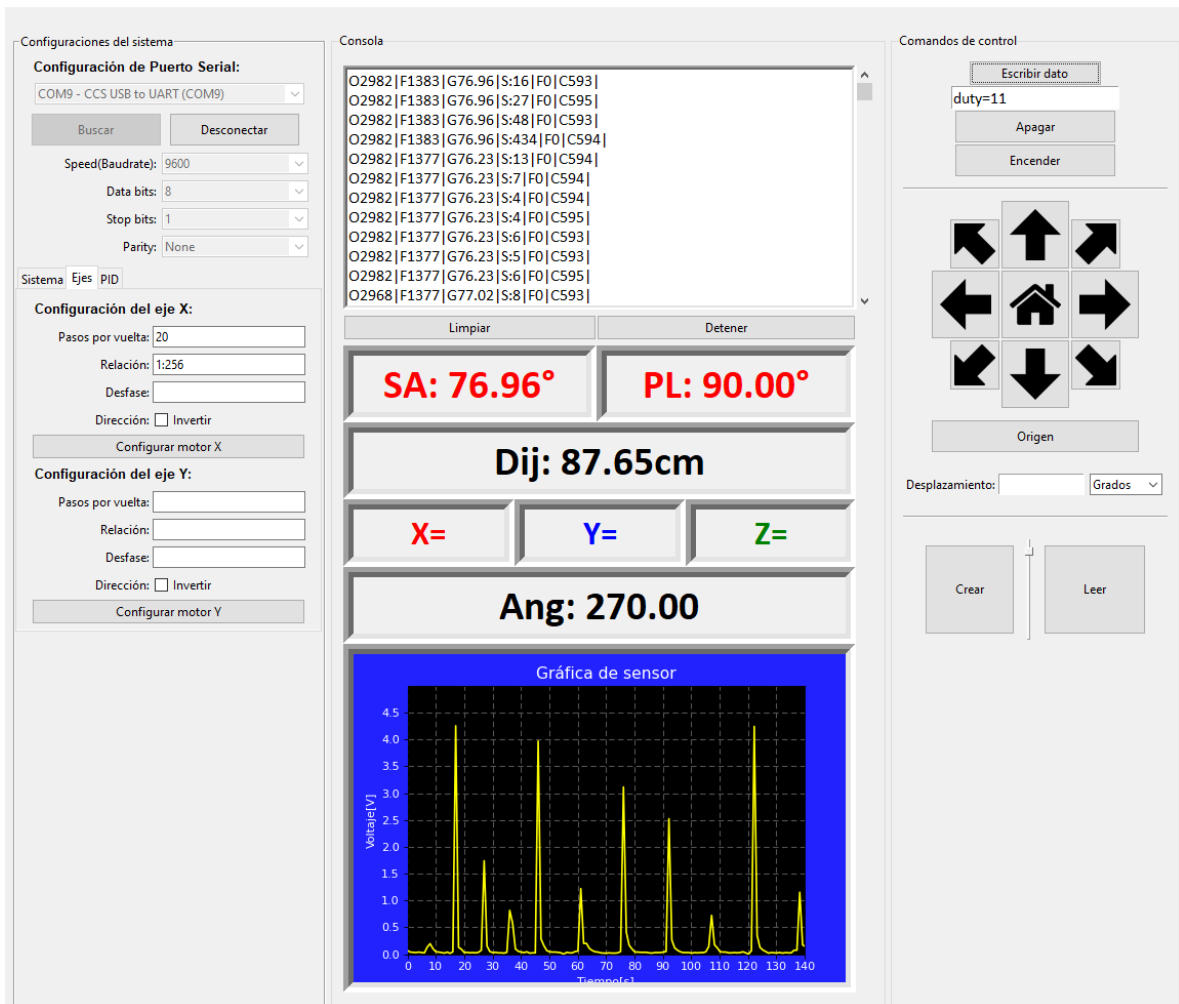 Configuraciones del sistema
Configuración de Puerto Serial:
COM9 - CCS USB to UART (COM9)
Buscar
Desconectar
Speed(Baudrate): 9600
Data bits: 8
Stop bits: 1
Parity: None
Sistema Ejes PID
Configuración del eje X:
Pasos por vuelta: 20
Relación: 1:256
Desfase:
Dirección: Invertir
Configurar motor X
Configuración del eje Y:
Pasos por vuelta:
Relación:
Desfase:
Dirección: Invertir
Configurar motor Y
Consola
O2982|F1383|G76.96|S:16|F0|C593|
O2982|F1383|G76.96|S:27|F0|C595|
O2982|F1383|G76.96|S:48|F0|C593|
O2982|F1383|G76.96|S:434|F0|C594|
O2982|F1377|G76.23|S:13|F0|C594|
O2982|F1377|G76.23|S:7|F0|C594|
O2982|F1377|G76.23|S:4|F0|C594|
O2982|F1377|G76.23|S:4|F0|C595|
O2982|F1377|G76.23|S:6|F0|C593|
O2982|F1377|G76.23|S:5|F0|C593|
O2982|F1377|G76.23|S:6|F0|C595|
O2968|F1377|G77.02|S:8|F0|C593|
Limpiar
Detener
SA: 76.96°
PL: 90.00°
Dij: 87.65cm
X=
Y=
Z=
Ang: 270.00
Gráfica de sensor
4.5
4.0
3.5
3.0
2.5
2.0
1.5
1.0
0.5
0.0
Voltaje[V]
0 10 20 30 40 50 60 70 80 90 100 110 120 130 140
Tiempo[s]
Comandos de control
Escribir dato
duty=11
Apagar
Encender
Origen
Desplazamiento: Grados
Crear
Leer